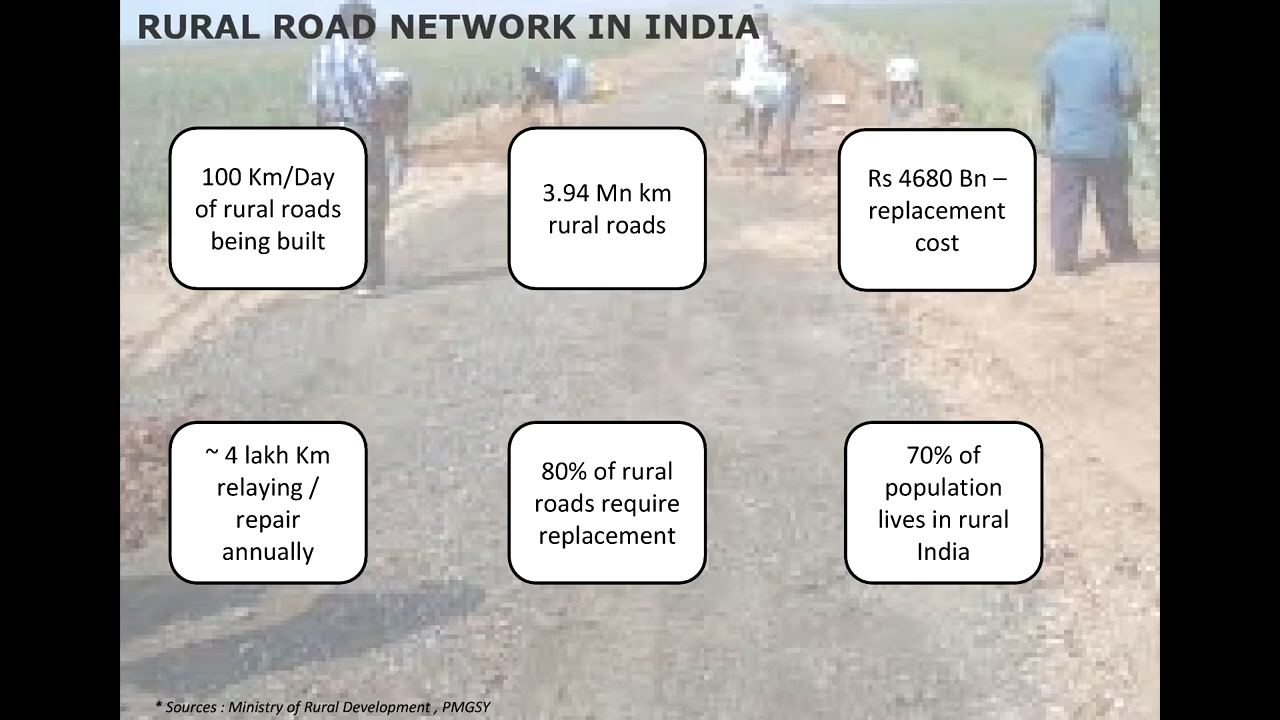 RURAL ROAD NETWORK IN INDIA
100 Km/Day
of rural roads
being built
3.94 Mn km
rural roads
Rs 4680 Bn –
replacement
cost
~ 4 lakh Km
relaying /
repair
annually
80% of rural
roads require
replacement
70% of
population
lives in rural
India
* Sources : Ministry of Rural Development , PMGSY